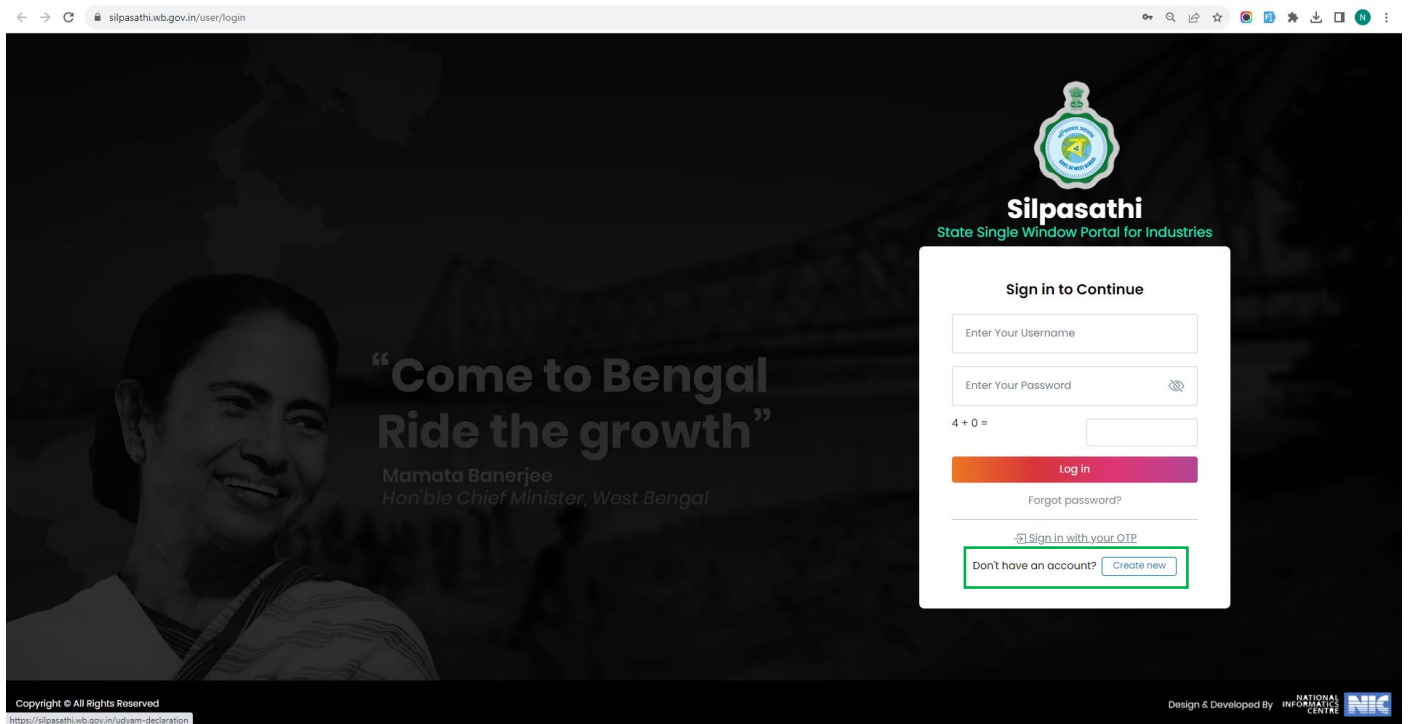 silpasathi.wb.gov.in/user/login
N
Silpasathi
State Single Window Portal for Industries
Sign in to Continue
Enter Your Username
Enter Your Password
4 + 0 =
Log in
Forgot password?
Sign in with your OTP
Don't have an account? Create new
“Come to Bengal
Ride the growth”
Mamata Banerjee
Hon'ble Chief Minister, West Bengal
Copyright © All Rights Reserved
Design & Developed By NATIONAL INFORMATICS CENTRE NIC
https://silpasathi.wb.gov.in/udyam-declaration